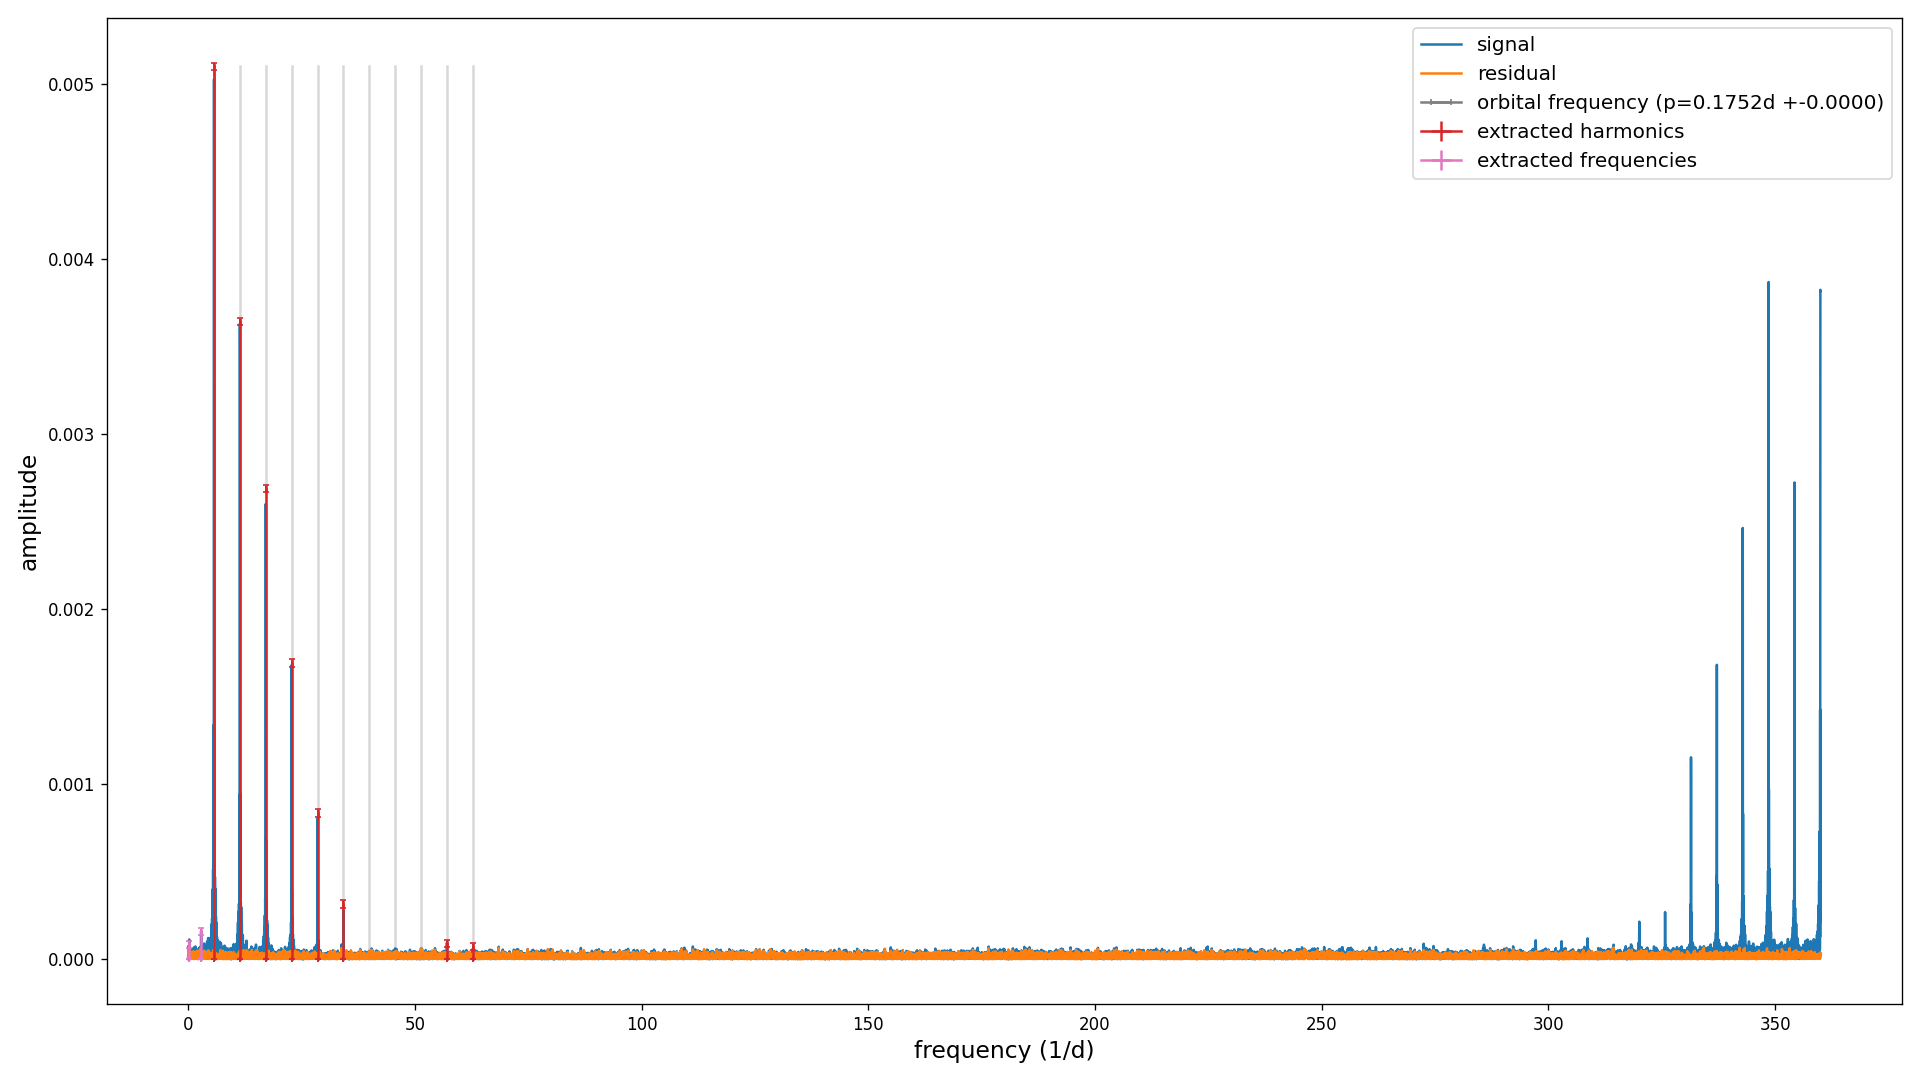 signal
residual
orbital frequency (p=0.1752d +-0.0000)
extracted harmonics
extracted frequencies
amplitude
0.005
0.004
0.003
0.002
0.001
0.000
0 50 100 150 200 250 300 350
frequency (1/d)